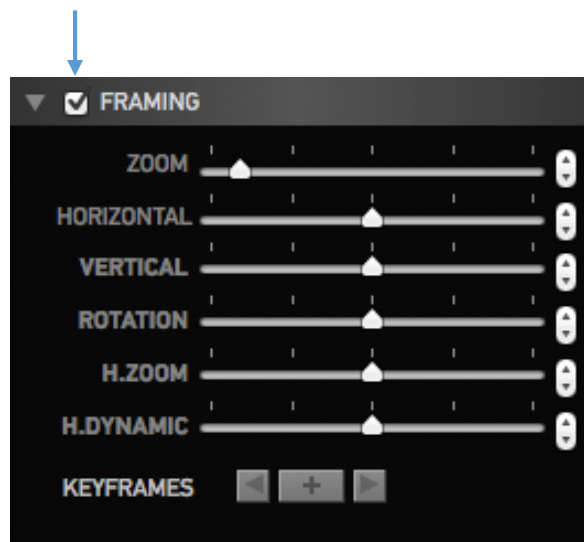 FRAMING
ZOOM
HORIZONTAL
VERTICAL
ROTATION
H.ZOOM
H.DYNAMIC
KEYFRAMES